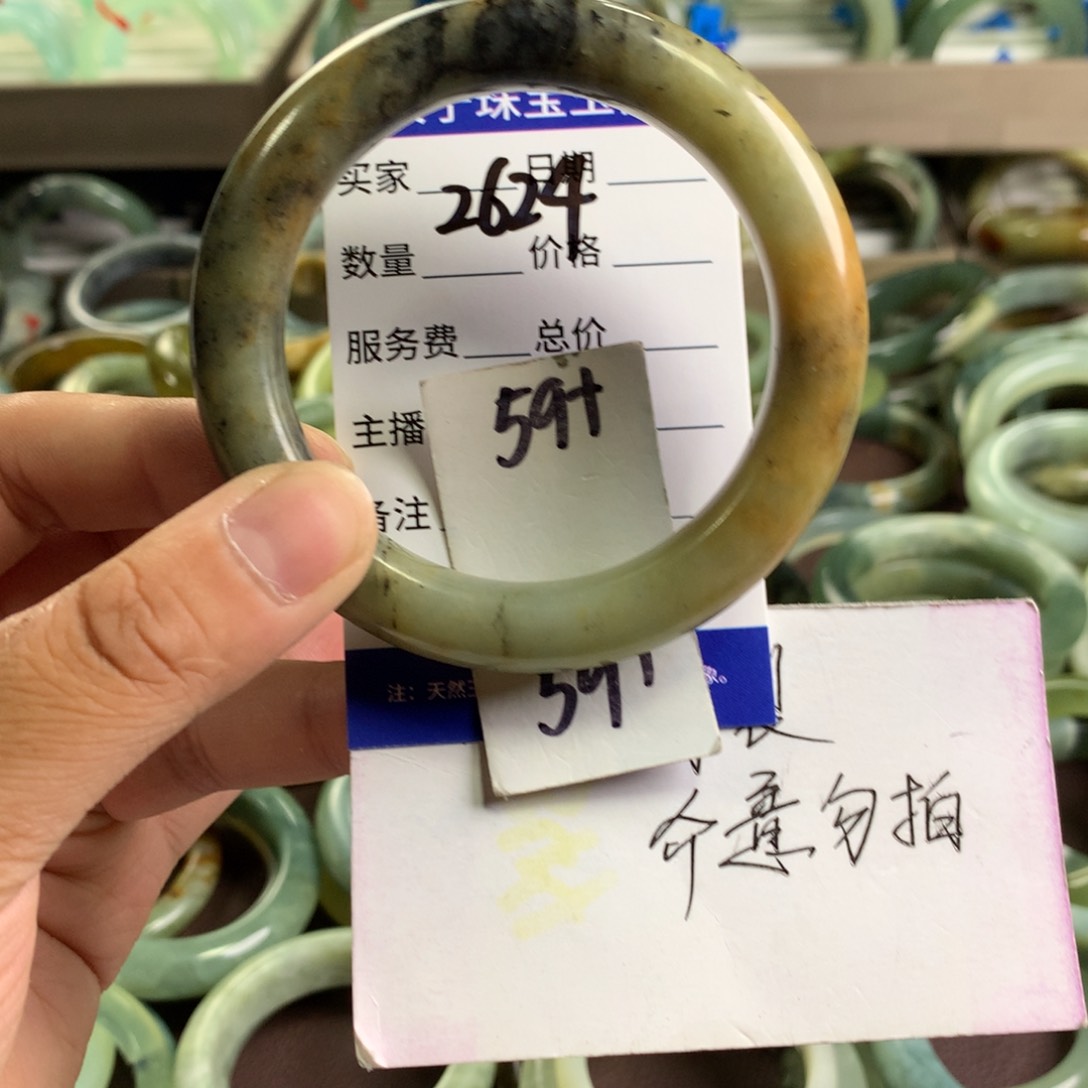 珠宝
买家 日期
2624
数量 价格
服务费 总价
59+
主播
备注
59+
注：天然
介意勿拍